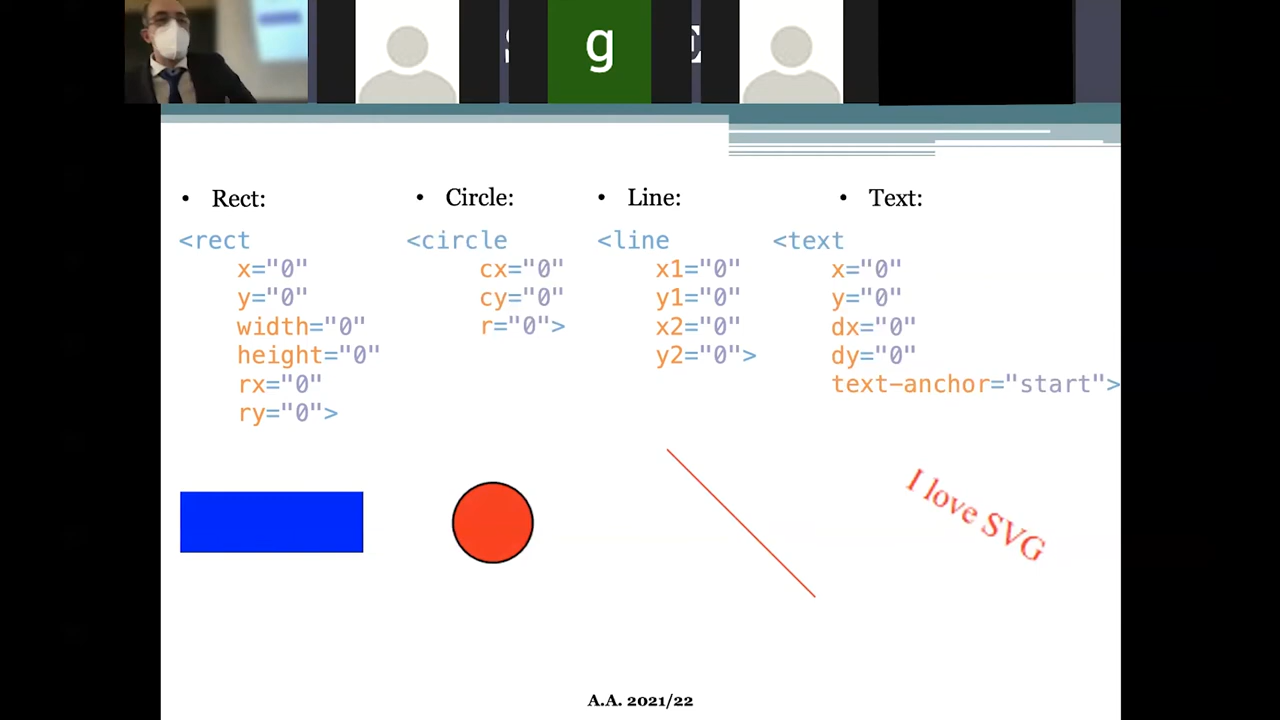 g
• Rect:
<rect
x="0"
y="0"
width="0"
height="0"
rx="0"
ry="0">
• Circle:
<circle
cx="0"
cy="0"
r="0">
• Line:
<line
x1="0"
y1="0"
x2="0"
y2="0">
• Text:
<text
x="0"
y="0"
dx="0"
dy="0"
text-anchor="start">
I love SVG
A.A. 2021/22